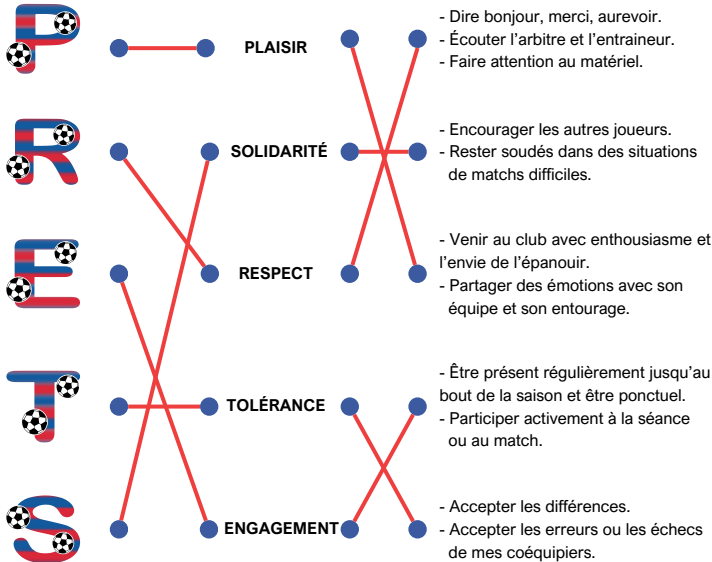 P
PLAISIR
- Dire bonjour, merci, aurevoir.
- Écouter l’arbitre et l’entraineur.
- Faire attention au matériel.
R
SOLIDARITÉ
- Encourager les autres joueurs.
- Rester soudés dans des situations
de matchs difficiles.
E
RESPECT
- Venir au club avec enthousiasme et
l’envie de l’épanouir.
- Partager des émotions avec son
équipe et son entourage.
T
TOLÉRANCE
- Être présent régulièrement jusqu’au
bout de la saison et être ponctuel.
- Participer activement à la séance
ou au match.
S
ENGAGEMENT
- Accepter les différences.
- Accepter les erreurs ou les échecs
de mes coéquipiers.